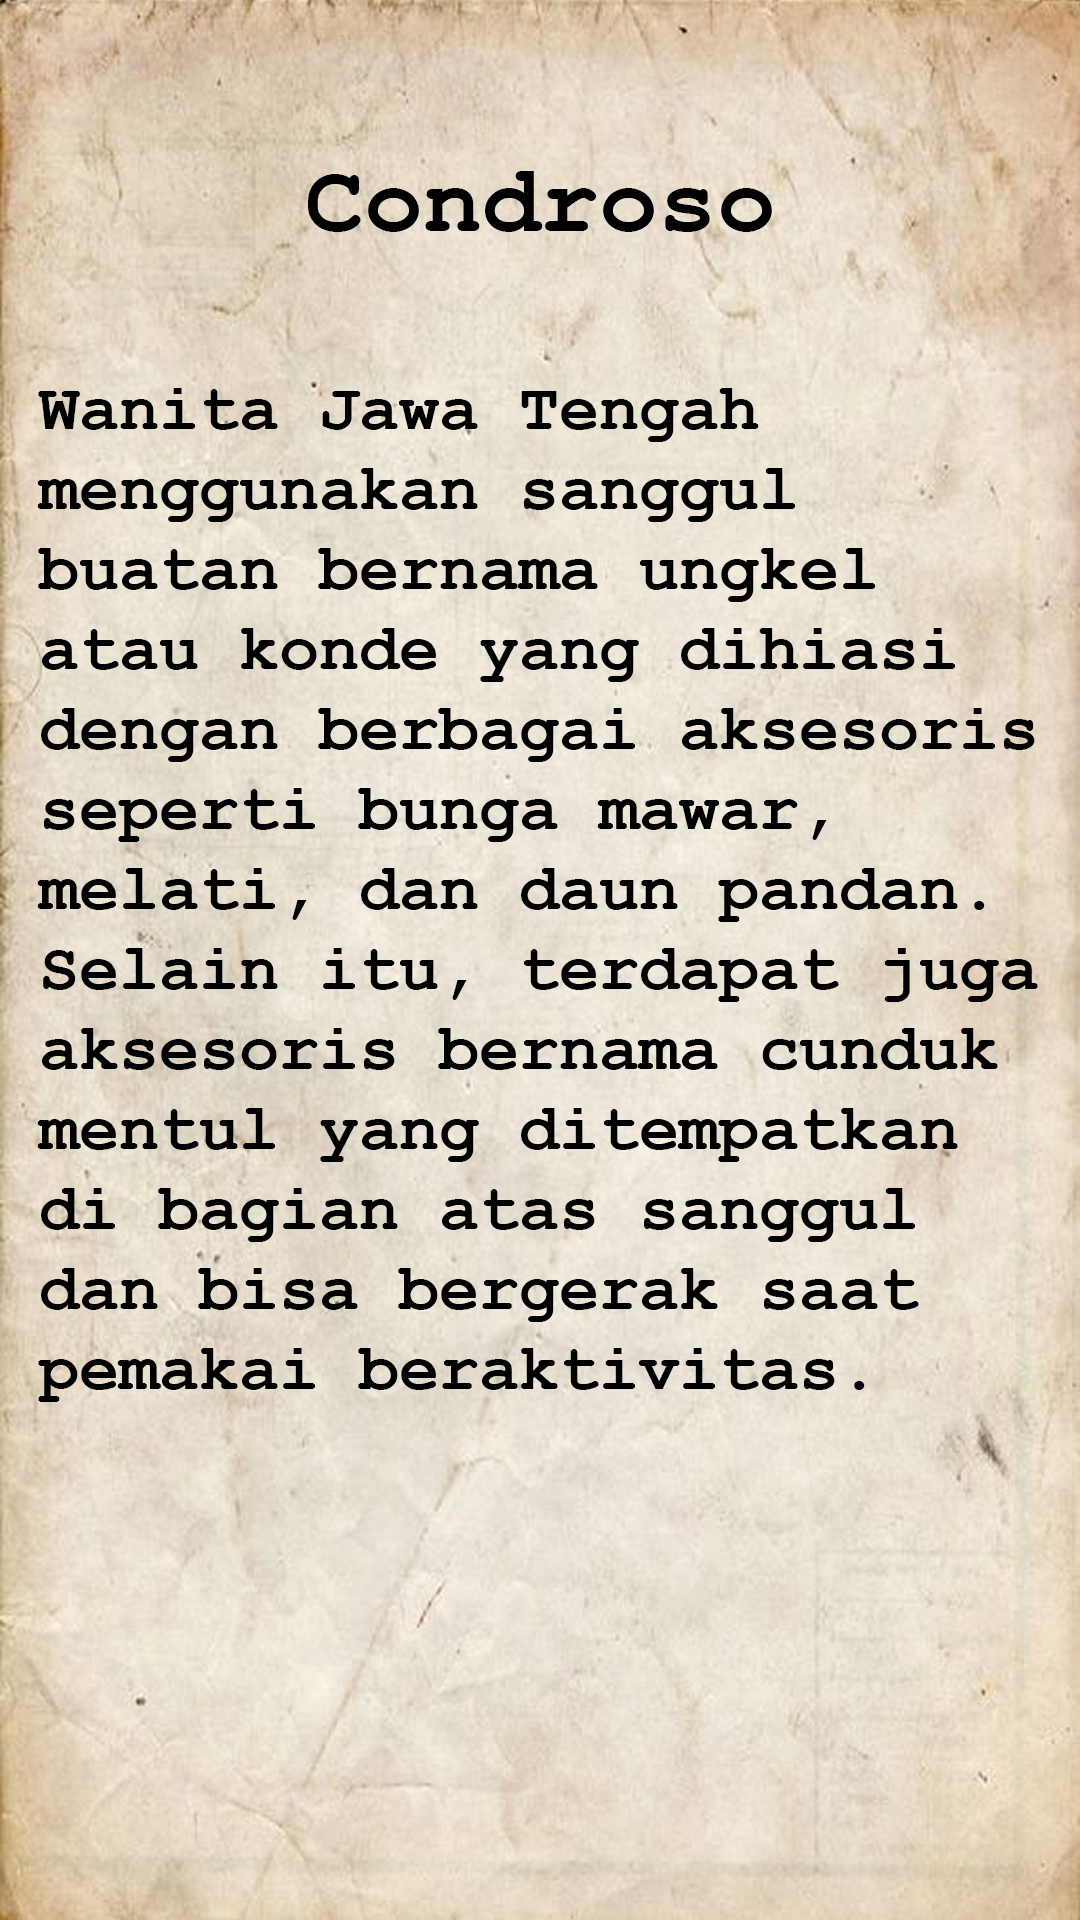 Condroso
Wanita Jawa Tengah
menggunakan sanggul
buatan bernama ungkel
atau konde yang dihiasi
dengan berbagai aksesoris
seperti bunga mawar,
melati, dan daun pandan.
Selain itu, terdapat juga
aksesoris bernama cunduk
mentul yang ditempatkan
di bagian atas sanggul
dan bisa bergerak saat
pemakai beraktivitas.